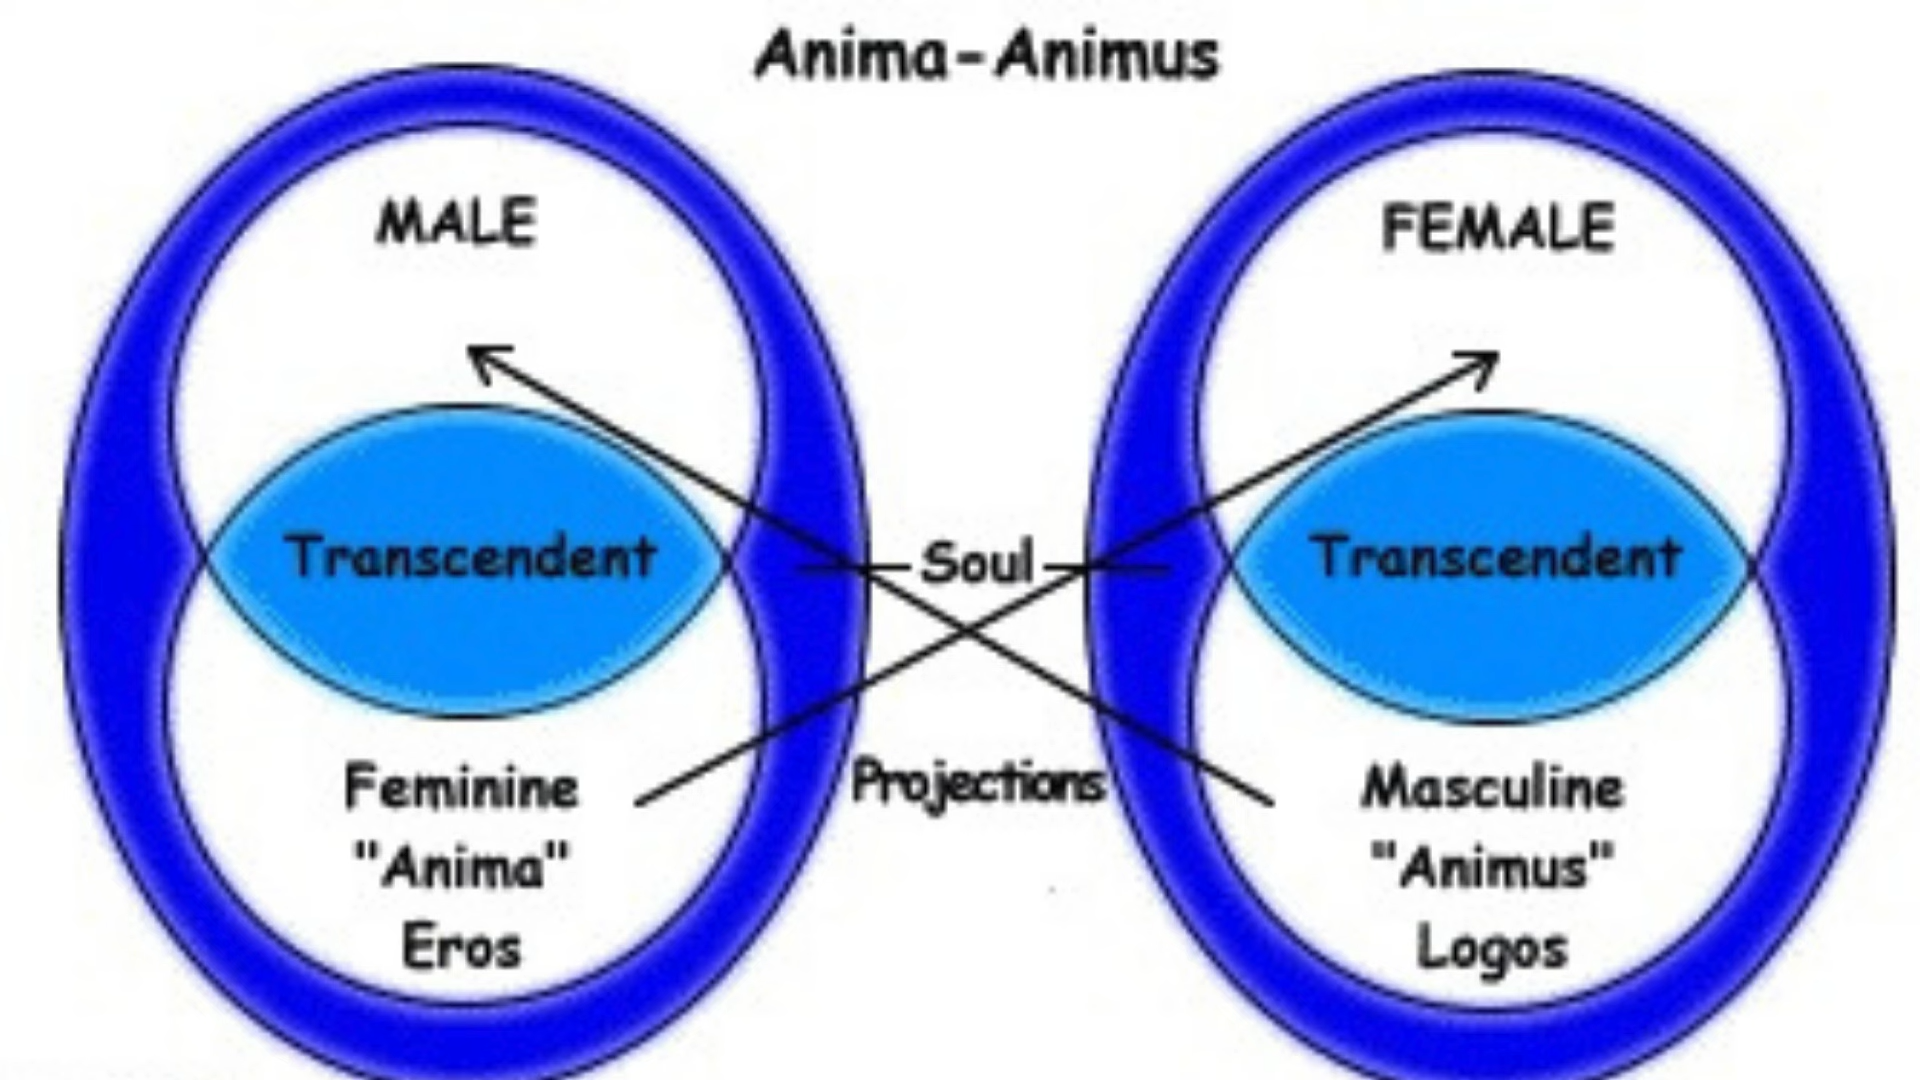 Anima-Animus
MALE
FEMALE
Transcendent
Soul
Transcendent
Projections
Feminine
"Anima"
Eros
Masculine
"Animus"
Logos